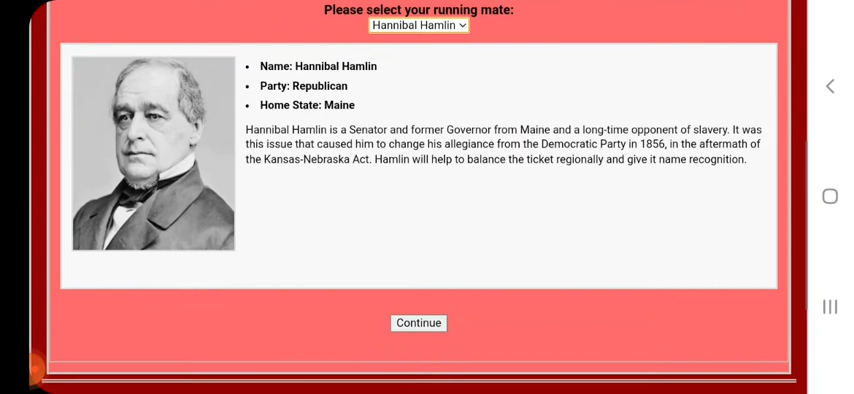 Please select your running mate:
Hannibal Hamlin
Name: Hannibal Hamlin
Party: Republican
Home State: Maine
Hannibal Hamlin is a Senator and former Governor from Maine and a long-time opponent of slavery. It was
this issue that caused him to change his allegiance from the Democratic Party in 1856, in the aftermath of
the Kansas-Nebraska Act. Hamlin will help to balance the ticket regionally and give it name recognition.
Continue